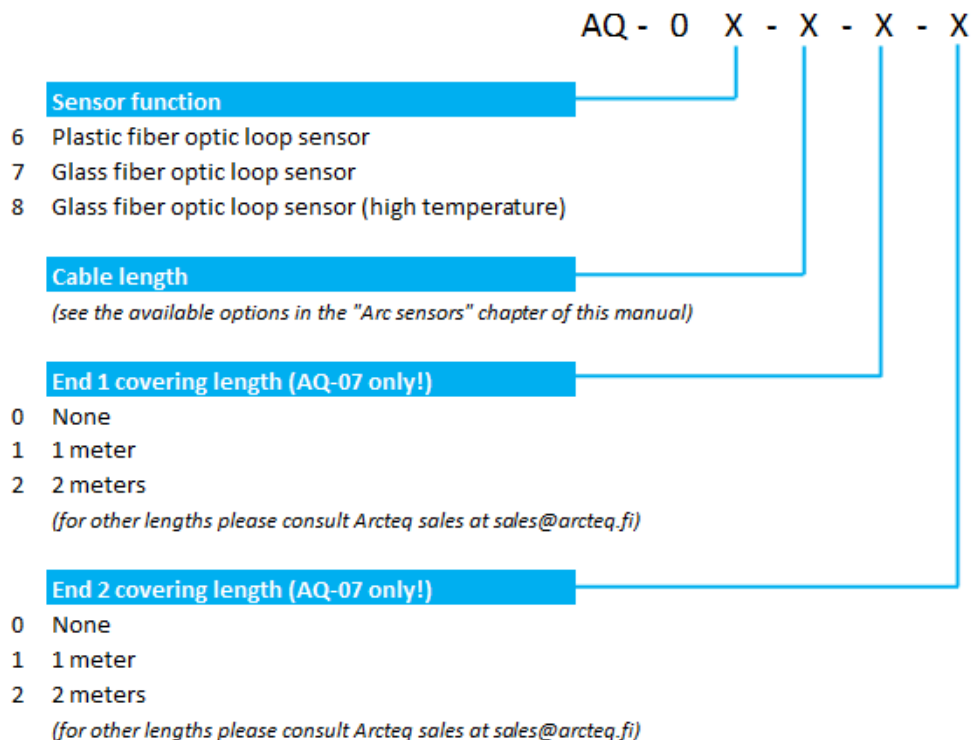 AQ - 0 X - X - X - X
Sensor function
6 Plastic fiber optic loop sensor
7 Glass fiber optic loop sensor
8 Glass fiber optic loop sensor (high temperature)
Cable length
(see the available options in the "Arc sensors" chapter of this manual)
End 1 covering length (AQ-07 only!)
0 None
1 1 meter
2 2 meters
(for other lengths please consult Arcteq sales at sales@arcteq.fi)
End 2 covering length (AQ-07 only!)
0 None
1 1 meter
2 2 meters
(for other lengths please consult Arcteq sales at sales@arcteq.fi)